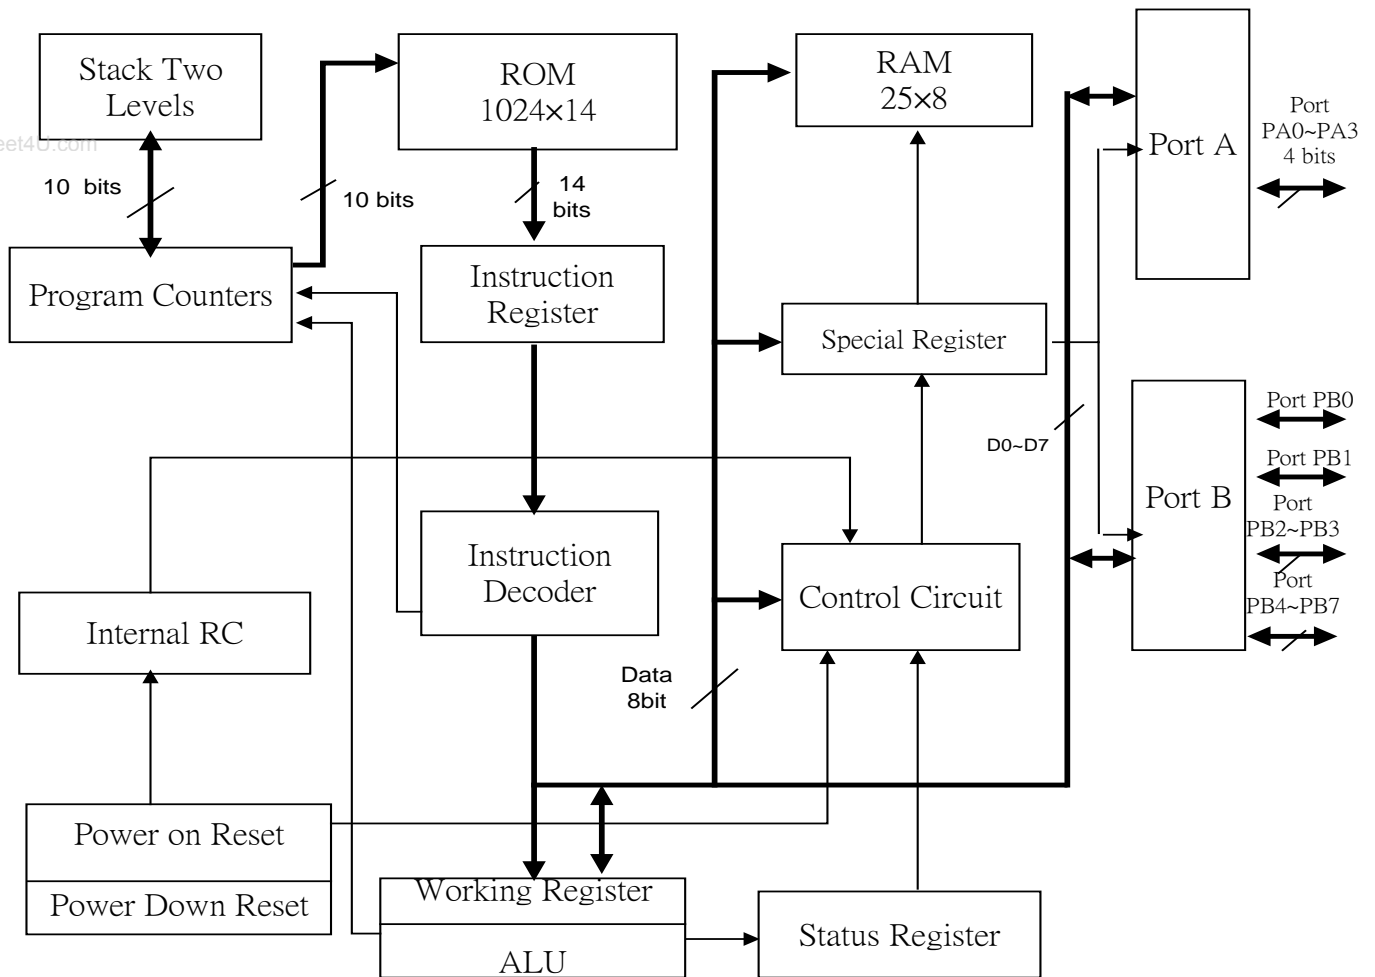 Stack Two
Levels
eet4U.com
10 bits
Program Counters
ROM
1024×14
10 bits
14
bits
Instruction
Register
Instruction
Decoder
Internal RC
Power on Reset
Power Down Reset
Working Register
ALU
Status Register
RAM
25×8
Special Register
D0~D7
Control Circuit
Data
8bit
Port A
Port
PA0~PA3
4 bits
Port B
Port PB0
Port PB1
Port
PB2~PB3
Port
PB4~PB7